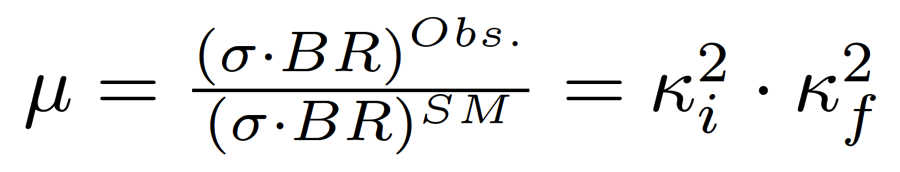 μ = (σ·BR)^{Obs.} / (σ·BR)^{SM} = κ_i^2 · κ_f^2